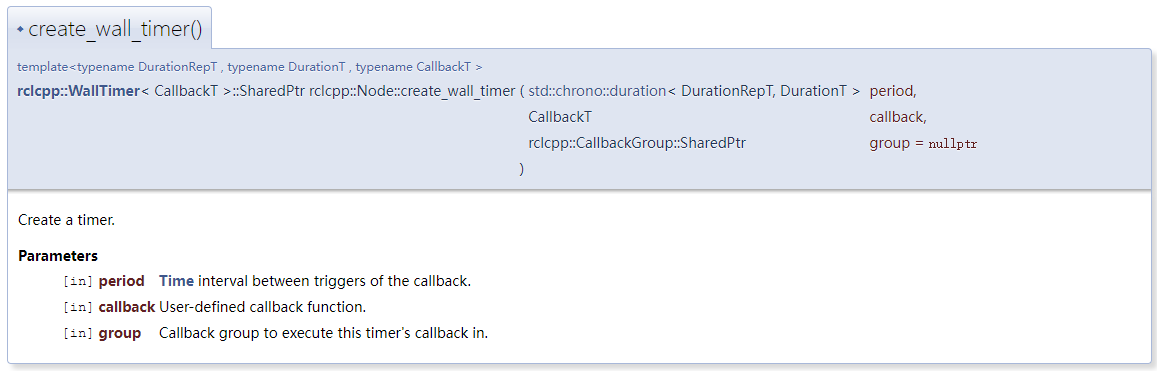 ◆ create_wall_timer()
template<typename DurationRepT , typename DurationT , typename CallbackT >
rclcpp::WallTimer< CallbackT >::SharedPtr rclcpp::Node::create_wall_timer ( std::chrono::duration< DurationRepT, DurationT > period,
CallbackT callback,
rclcpp::CallbackGroup::SharedPtr group = nullptr
)
Create a timer.
Parameters
[in] period Time interval between triggers of the callback.
[in] callback User-defined callback function.
[in] group Callback group to execute this timer's callback in.